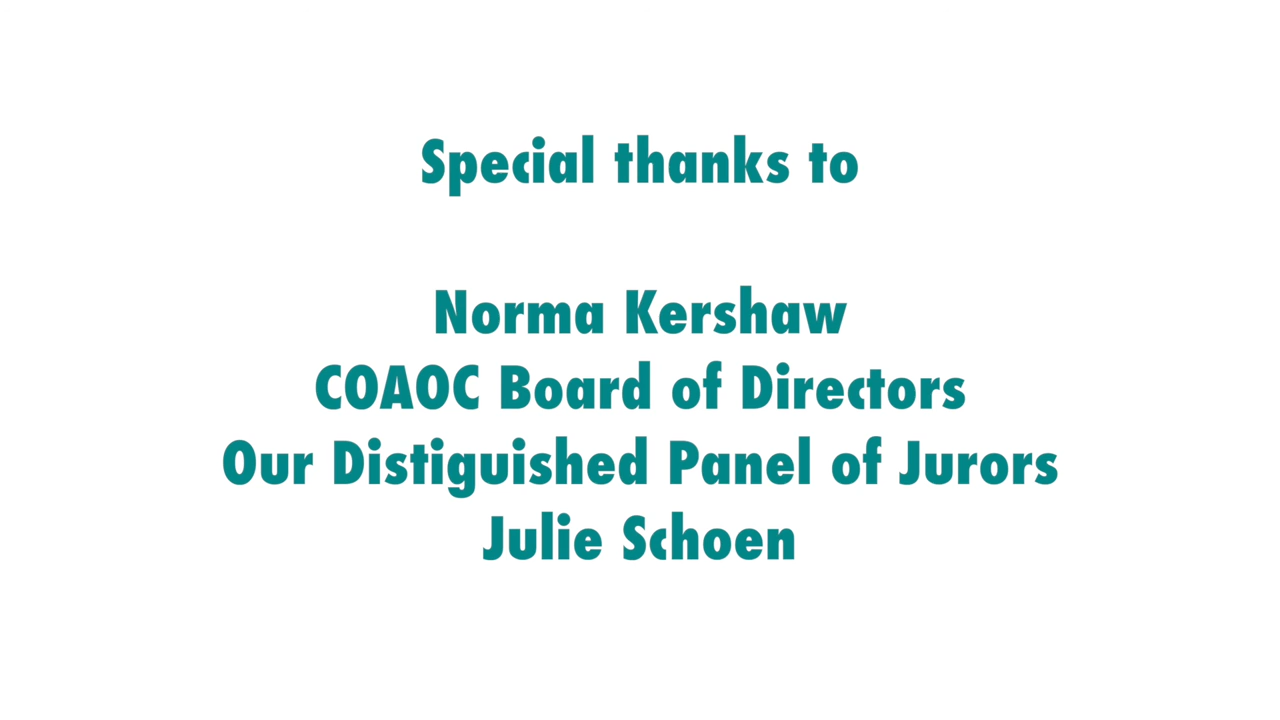 Special thanks to
Norma Kershaw
COAOC Board of Directors
Our Distiguished Panel of Jurors
Julie Schoen